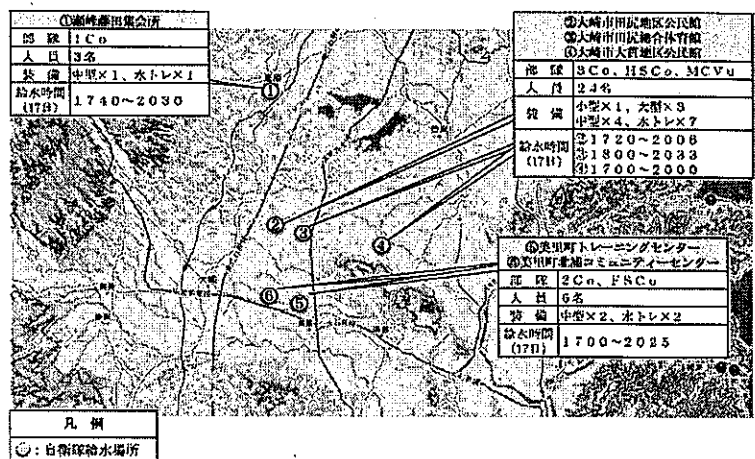 ①瀬峰藤田集会所
部隊 1Co
人員 3名
装備 中型×1、水トレ×1
給水時間(17日) 1740~2030
②大崎市田尻地区公民館
③大崎市田尻総合体育館
④大崎市大貫地区公民館
部隊 3Co、HSCo、MCVu
人員 24名
装備 小型×1、大型×3
中型×4、水トレ×7
給水時間(17日) ②1720~2006
③1800~2033
④1700~2000
⑤美里町トレーニングセンター
⑥美里町北浦コミュニティーセンター
部隊 2Co、FSCo
人員 6名
装備 中型×2、水トレ×2
給水時間(17日) 1700~2025
①
②
③
④
⑥
⑤
大崎
凡例
:自衛隊給水場所